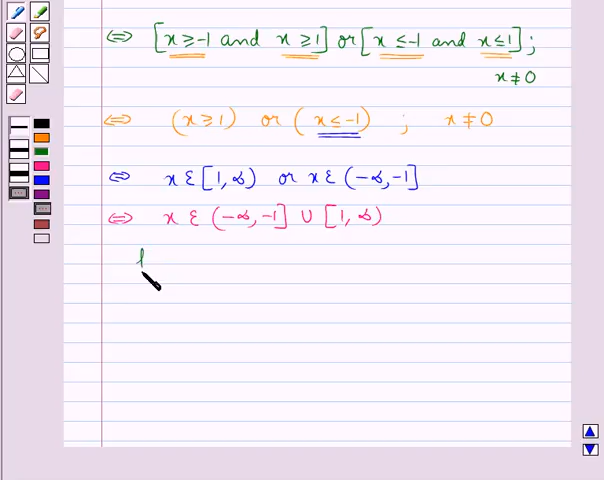 ⇔ [x ≥ -1 and x ≥ 1] or [x ≤ -1 and x ≤ 1] ;
x ≠ 0
⇔ (x ≥ 1) or (x ≤ -1) ; x ≠ 0
⇔ x ∈ [1, ∞) or x ∈ (-∞, -1]
⇔ x ∈ (-∞, -1] ∪ [1, ∞)